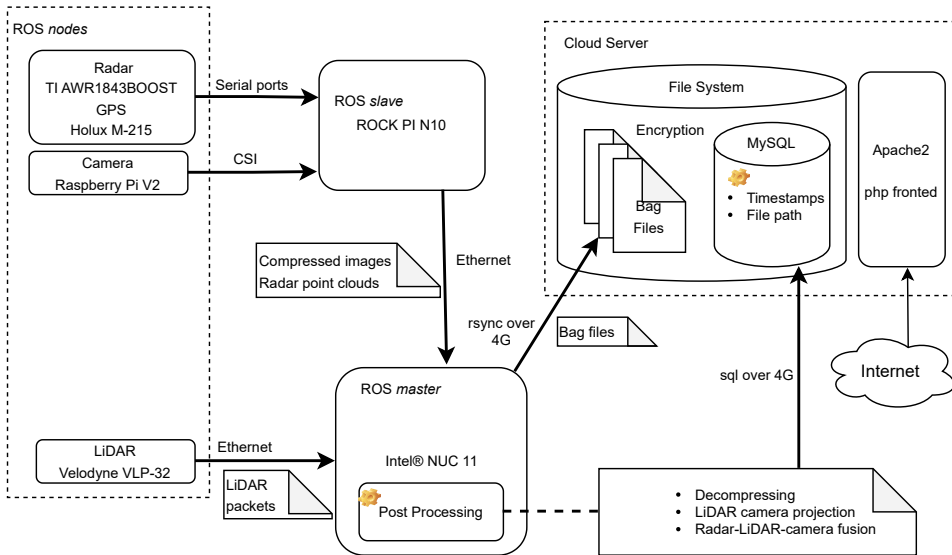 ROS nodes
Radar
TI AWR1843BOOST
GPS
Holux M-215
Serial ports
Camera
Raspberry Pi V2
CSI
ROS slave
ROCK PI N10
Compressed images
Radar point clouds
Ethernet
LiDAR
Velodyne VLP-32
Ethernet
LiDAR
packets
ROS master
Intel® NUC 11
Post Processing
rsync over
4G
Bag files
Cloud Server
File System
Encryption
Bag
Files
MySQL
• Timestamps
• File path
Apache2
php fronted
Internet
sql over 4G
• Decompressing
• LiDAR camera projection
• Radar-LiDAR-camera fusion